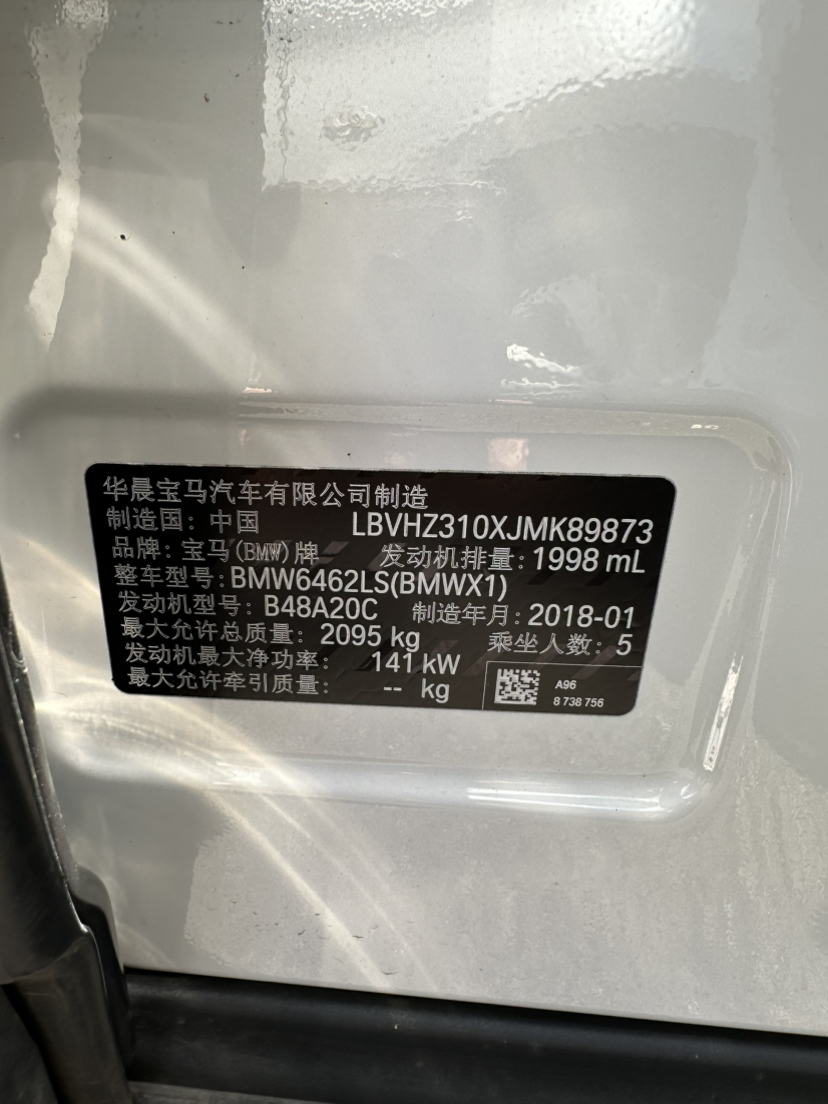 华晨宝马汽车有限公司制造
制造国：中国 LBVHZ310XJMK89873
品牌：宝马(BMW)牌 发动机排量：1998 mL
整车型号：BMW6462LS(BMWX1)
发动机型号：B48A20C 制造年月：2018-01
最大允许总质量：2095 kg 乘坐人数：5
发动机最大净功率：141 kW
最大允许牵引质量：-- kg
A96
8 738 756